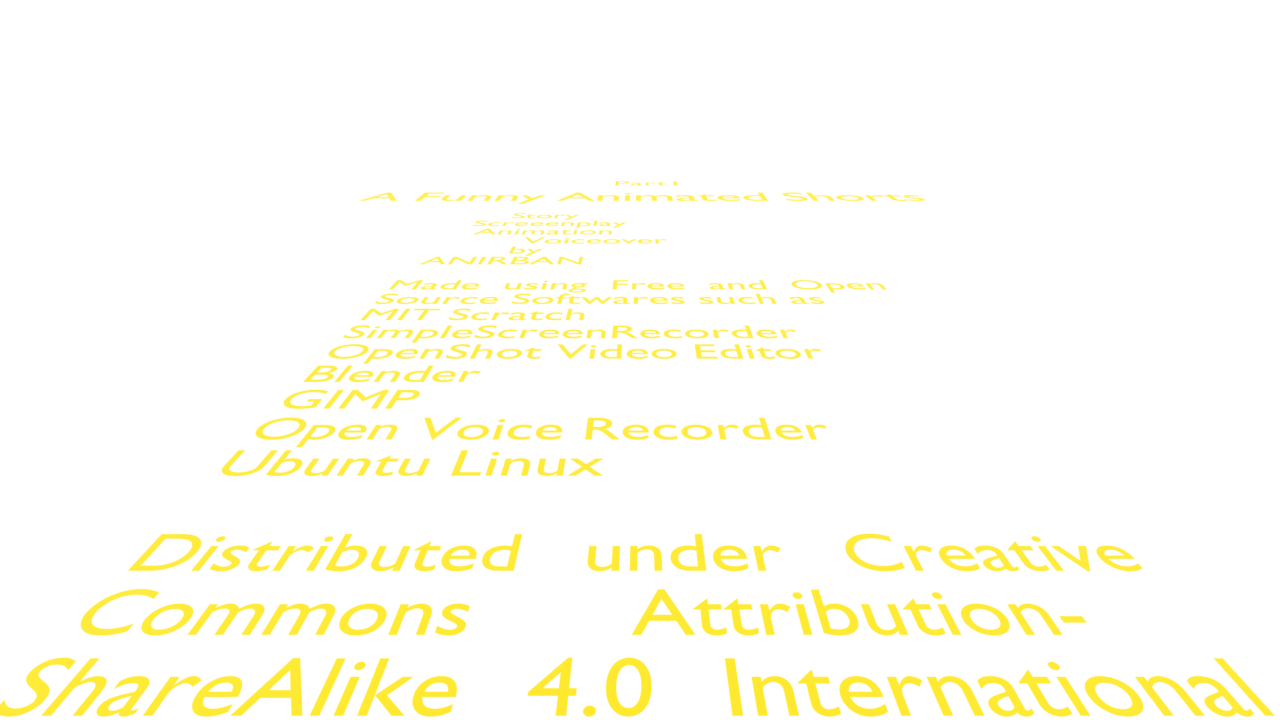 Part I
A Funny Animated Shorts
Story
Screeenplay
Animation
Voiceover
by
ANIRBAN
Made using Free and Open
Source Softwares such as
MIT Scratch
SimpleScreenRecorder
OpenShot Video Editor
Blender
GIMP
Open Voice Recorder
Ubuntu Linux
Distributed under Creative
Commons Attribution-
ShareAlike 4.0 International